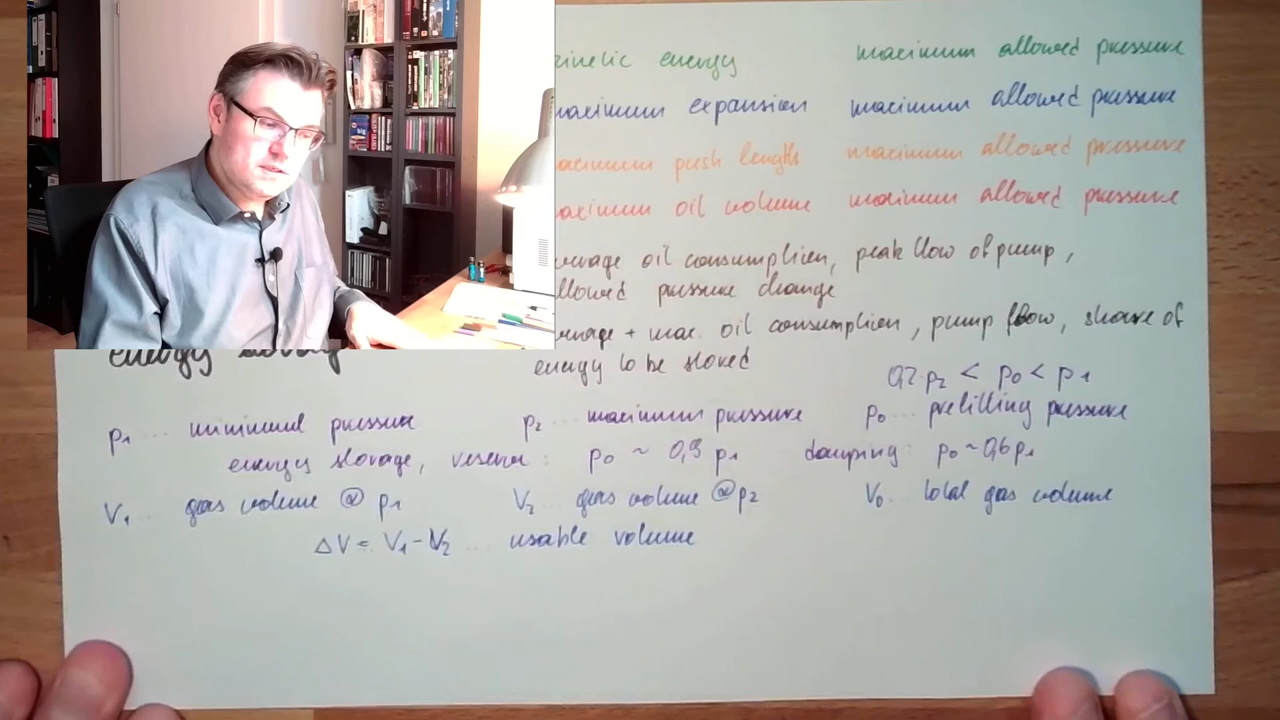 kinetic energy maximum allowed pressure
maximum expansion maximum allowed pressure
maximum push length maximum allowed pressure
maximum oil volume maximum allowed pressure
average oil consumption, peak flow of pump,
allowed pressure change
average + max. oil consumption, pump flow, share of
energy to be stored
energy
0,2 p₂ < p₀ < p₁
p₁ ... minimum pressure p₂ ... maximum pressure p₀ ... prefilling pressure
energy storage, reserve: p₀ ~ 0,9 p₁ damping: p₀ ~ 0,6 p₁
V₁ ... gas volume @ p₁ V₂ ... gas volume @ p₂ V₀ ... total gas volume
ΔV = V₁ - V₂ ... usable volume